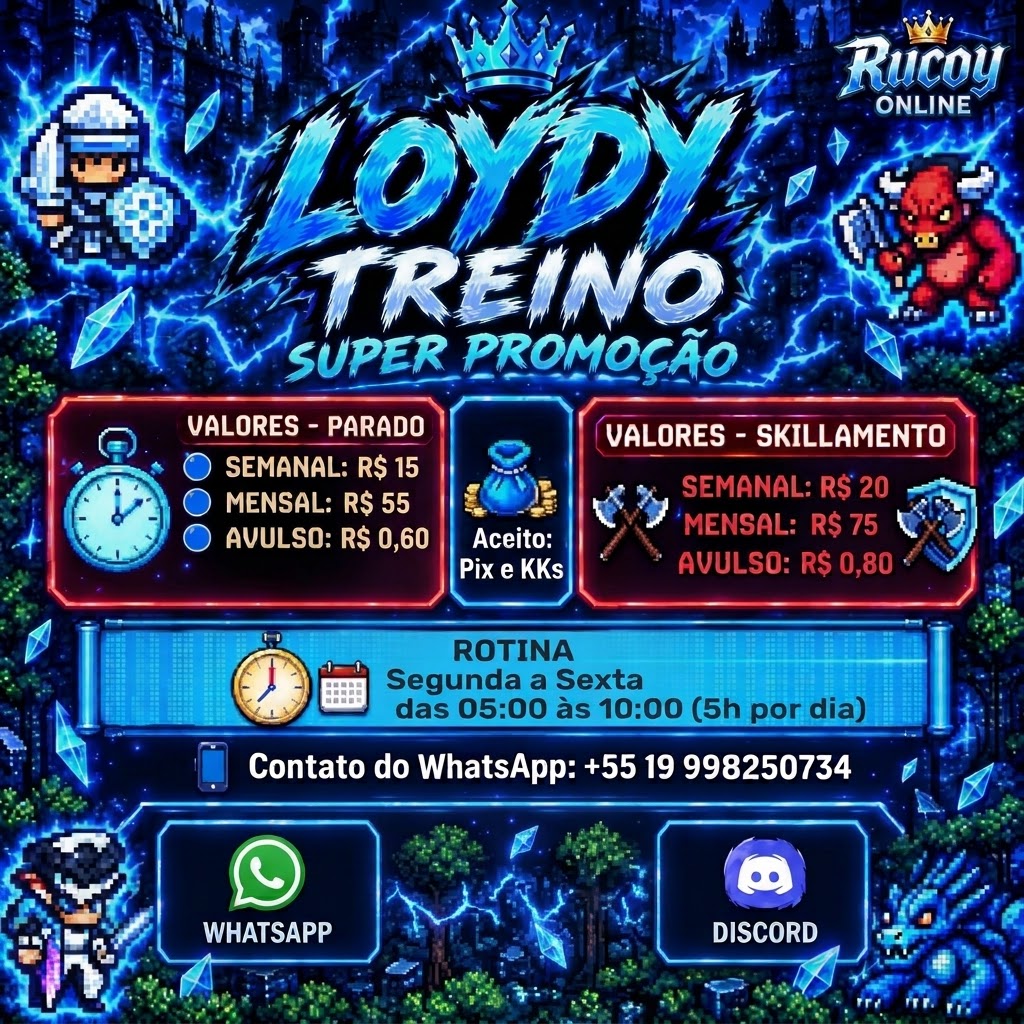 Rucoy
ONLINE
LOYDY
TREINO
SUPER PROMOÇÃO
VALORES - PARADO
SEMANAL: R$ 15
MENSAL: R$ 55
AVULSO: R$ 0,60
Aceito:
Pix e KKs
VALORES - SKILLAMENTO
SEMANAL: R$ 20
MENSAL: R$ 75
AVULSO: R$ 0,80
ROTINA
Segunda a Sexta
das 05:00 às 10:00 (5h por dia)
Contato do WhatsApp: +55 19 998250734
WHATSAPP
DISCORD